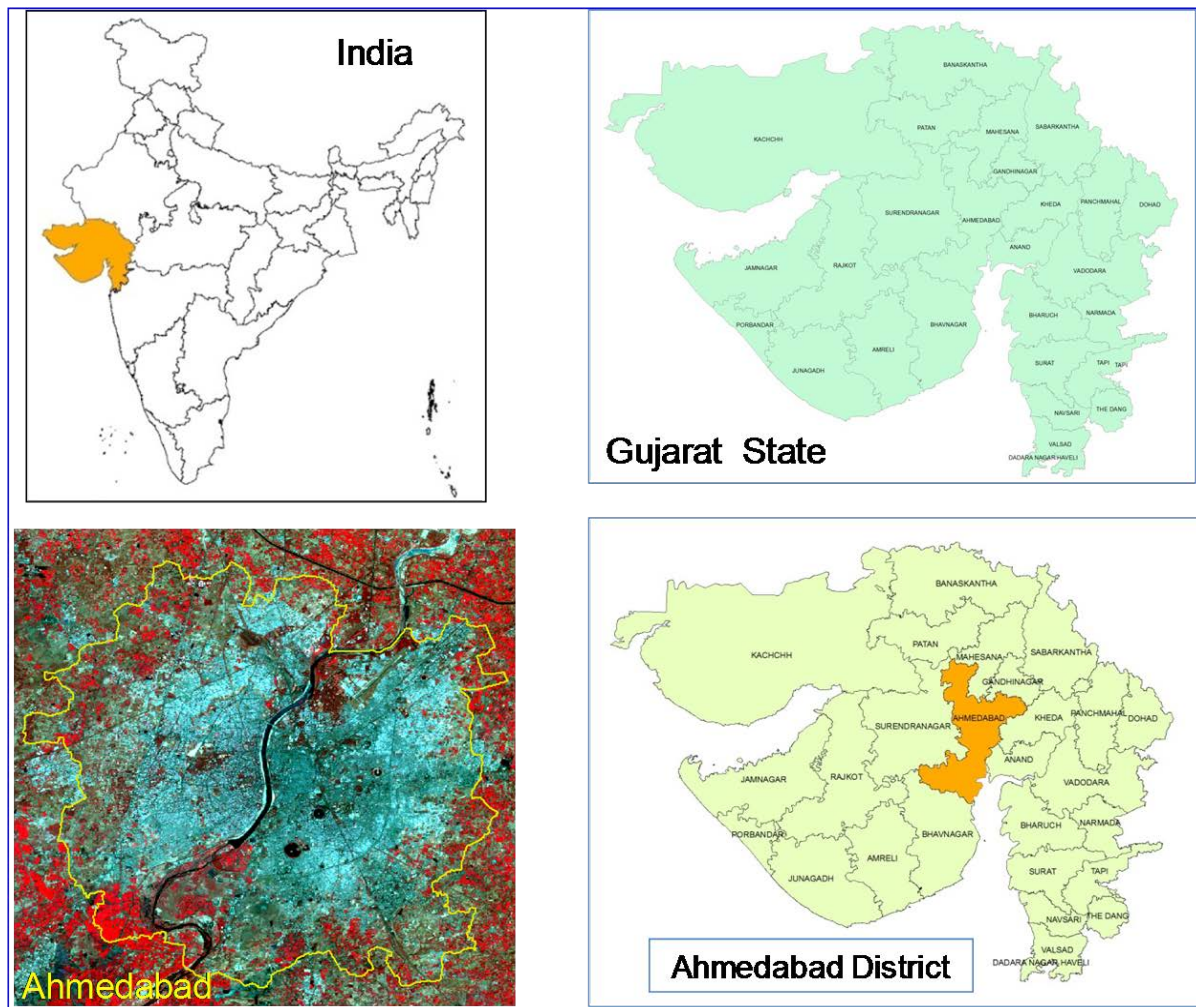 India
BANASKANTHA
PATAN
MAHESANA
SABARKANTHA
KACHCHH
GANDHINAGAR
SURENDRANAGAR
AHMEDABAD
KHEDA
PANCHMAHAL
DOHAD
ANAND
JAMNAGAR
RAJKOT
VADODARA
PORBANDAR
AMRELI
BHAVNAGAR
BHARUCH
NARMADA
JUNAGADH
SURAT
TAPI
TAPI
NAVSARI
THE DANG
VALSAD
DADARA NAGAR HAVELI
Gujarat State
Ahmedabad
BANASKANTHA
PATAN
MAHESANA
SABARKANTHA
KACHCHH
GANDHINAGAR
SURENDRANAGAR
AHMEDABAD
KHEDA
PANCHMAHAL
DOHAD
ANAND
JAMNAGAR
RAJKOT
VADODARA
PORBANDAR
AMRELI
BHAVNAGAR
BHARUCH
NARMADA
JUNAGADH
SURAT
TAPI
NAVSARI
THE DANG
VALSAD
DADARA NAGAR HAVELI
Ahmedabad District